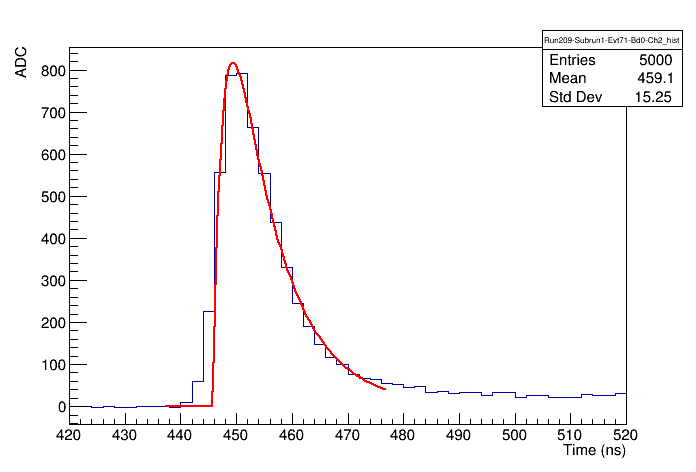 Run209-Subrun1-Evt71-Bd0-Ch2_hist
Entries 5000
Mean 459.1
Std Dev 15.25
ADC
800
700
600
500
400
300
200
100
0
420 430 440 450 460 470 480 490 500 510 520
Time (ns)